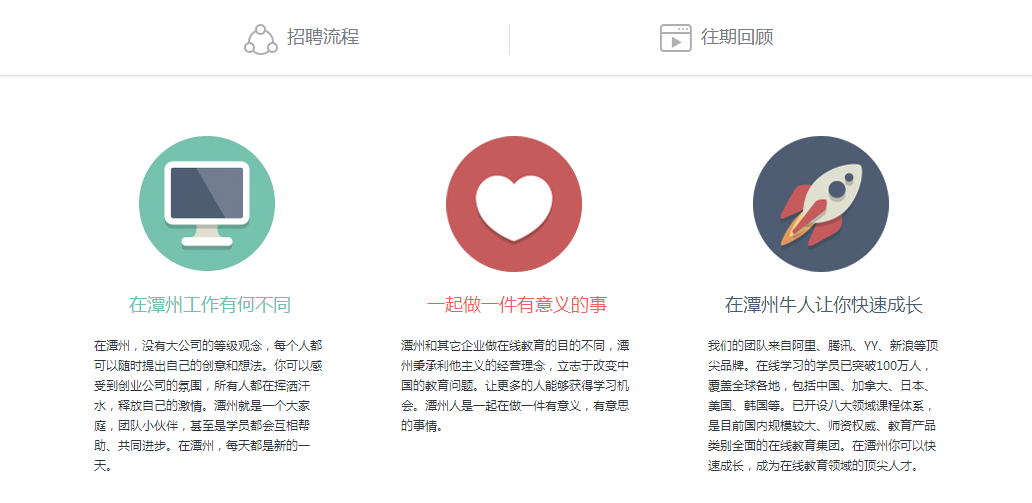 招聘流程
往期回顾
在潭州工作有何不同
在潭州，没有大公司的等级观念，每个人都
可以随时提出自己的创意和想法。你可以感
受到创业公司的氛围，所有人都在挥洒汗
水，释放自己的激情。潭州就是一个大家
庭，团队小伙伴，甚至是学员都会互相帮
助、共同进步。在潭州，每天都是新的一
天。
一起做一件有意义的事
潭州和其它企业做在线教育的目的不同，潭
州秉承利他主义的经营理念，立志于改变中
国的教育问题。让更多的人能够获得学习机
会。潭州人是一起在做一件有意义，有意思
的事情。
在潭州牛人让你快速成长
我们的团队来自阿里、腾讯、YY、新浪等顶
尖品牌。在线学习的学员已突破100万人，
覆盖全球各地，包括中国、加拿大、日本、
美国、韩国等。已开设八大领域课程体系，
是目前国内规模较大、师资权威、教育产品
类别全面的在线教育集团。在潭州你可以快
速成长，成为在线教育领域的顶尖人才。